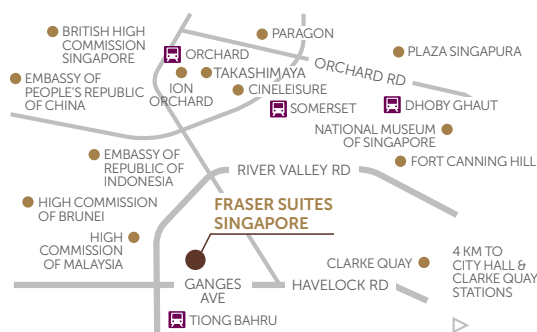 BRITISH HIGH
COMMISSION
SINGAPORE
PARAGON
ORCHARD
PLAZA SINGAPURA
ORCHARD RD
EMBASSY OF
PEOPLE'S REPUBLIC
OF CHINA
TAKASHIMAYA
ION
ORCHARD
CINELEISURE
SOMERSET
DHOBY GHAUT
NATIONAL MUSEUM
OF SINGAPORE
EMBASSY OF
REPUBLIC OF
INDONESIA
RIVER VALLEY RD
FORT CANNING HILL
HIGH COMMISSION
OF BRUNEI
FRASER SUITES
SINGAPORE
HIGH
COMMISSION
OF MALAYSIA
CLARKE QUAY
4 KM TO
CITY HALL &
CLARKE QUAY
STATIONS
GANGES
AVE
HAVELOCK RD
TIONG BAHRU